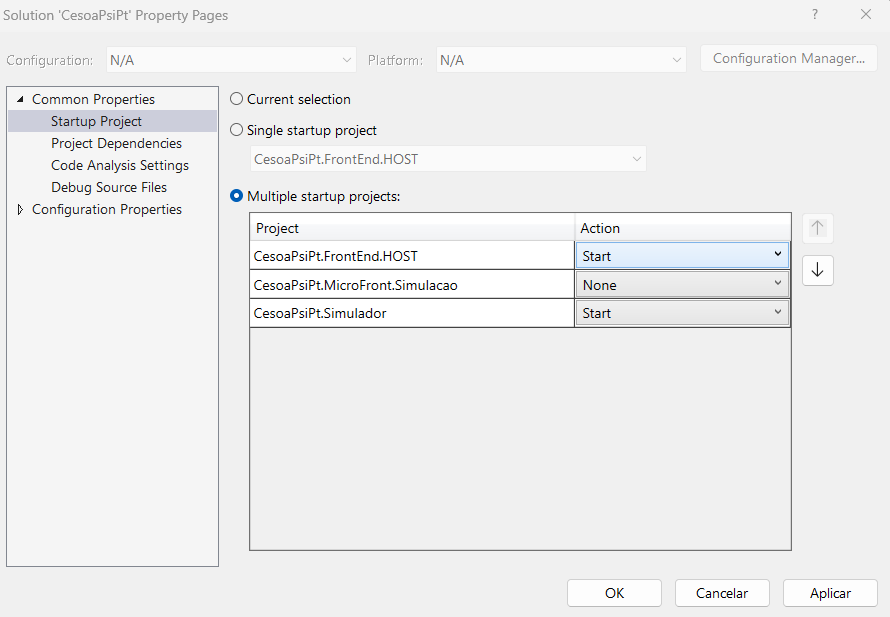 Solution 'CesoaPsiPt' Property Pages ?
Configuration: N/A Platform: N/A Configuration Manager...
Common Properties
Startup Project
Project Dependencies
Code Analysis Settings
Debug Source Files
Configuration Properties
Current selection
Single startup project
CesoaPsiPt.FrontEnd.HOST
Multiple startup projects:
Project Action
CesoaPsiPt.FrontEnd.HOST Start
CesoaPsiPt.MicroFront.Simulacao None
CesoaPsiPt.Simulador Start
OK Cancelar Aplicar